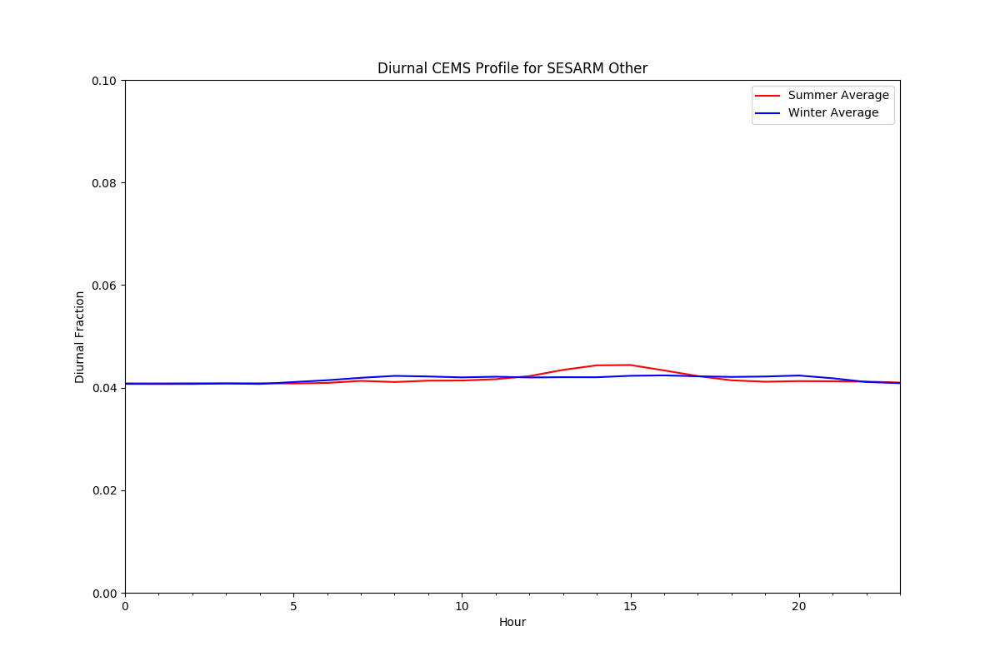 Diurnal CEMS Profile for SESARM Other
Summer Average
Winter Average
Diurnal Fraction
0.10
0.08
0.06
0.04
0.02
0.00
0 5 10 15 20
Hour